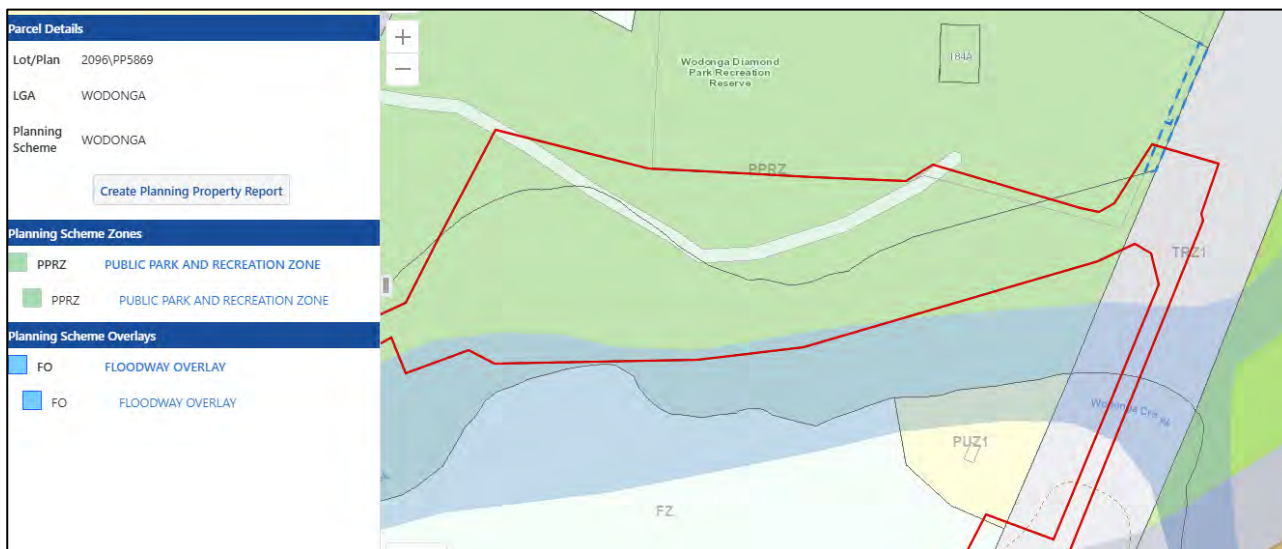 Parcel Details
Lot/Plan 2096\PP5869
LGA WODONGA
Planning
Scheme WODONGA
Create Planning Property Report
Planning Scheme Zones
PPRZ PUBLIC PARK AND RECREATION ZONE
PPRZ PUBLIC PARK AND RECREATION ZONE
Planning Scheme Overlays
FO FLOODWAY OVERLAY
FO FLOODWAY OVERLAY
+
−
Wodonga Diamond
Park Recreation
Reserve
184A
PPRZ
TRZ1
PUZ1
FZ